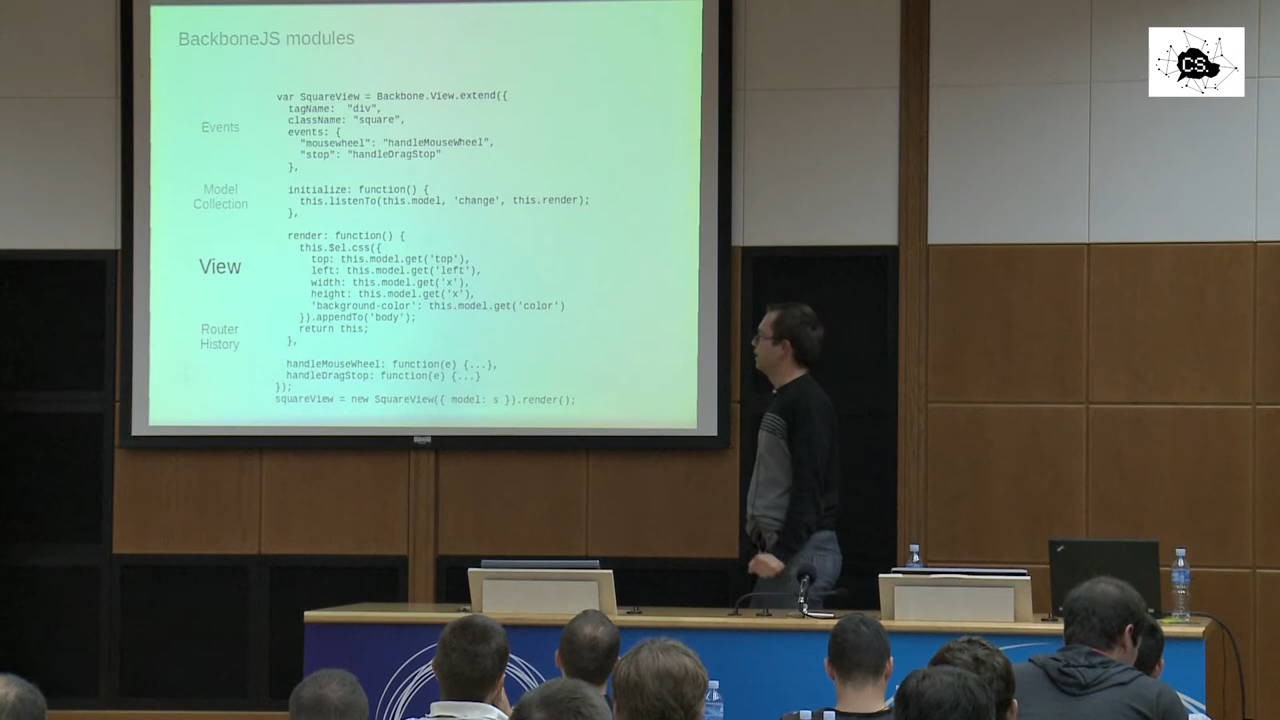 BackboneJS modules
CS.
Events
Model
Collection
View
Router
History
var SquareView = Backbone.View.extend({
tagName: "div",
className: "square",
events: {
"mousewheel": "handleMouseWheel",
"stop": "handleDragStop"
},
initialize: function() {
this.listenTo(this.model, 'change', this.render);
},
render: function() {
this.$el.css({
top: this.model.get('top'),
left: this.model.get('left'),
width: this.model.get('x'),
height: this.model.get('x'),
'background-color': this.model.get('color')
}).appendTo('body');
return this;
},
handleMouseWheel: function(e) {...},
handleDragStop: function(e) {...}
});
squareView = new SquareView({ model: s }).render();